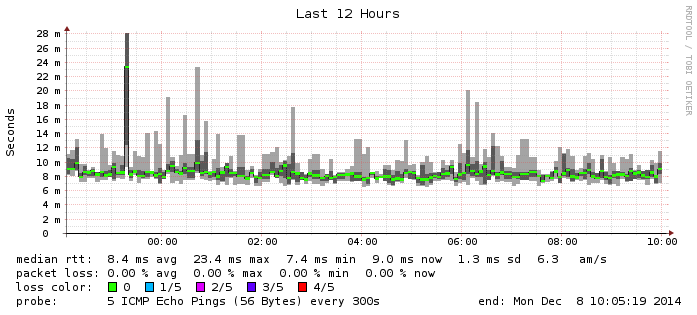 Last 12 Hours
RRDTOOL / TOBI OETIKER
Seconds
28 m
26 m
24 m
22 m
20 m
18 m
16 m
14 m
12 m
10 m
8 m
6 m
4 m
2 m
0
00:00 02:00 04:00 06:00 08:00 10:00
median rtt: 8.4 ms avg 23.4 ms max 7.4 ms min 9.0 ms now 1.3 ms sd 6.3 am/s
packet loss: 0.00 % avg 0.00 % max 0.00 % min 0.00 % now
loss color: 0 1/5 2/5 3/5 4/5
probe: 5 ICMP Echo Pings (56 Bytes) every 300s end: Mon Dec 8 10:05:19 2014